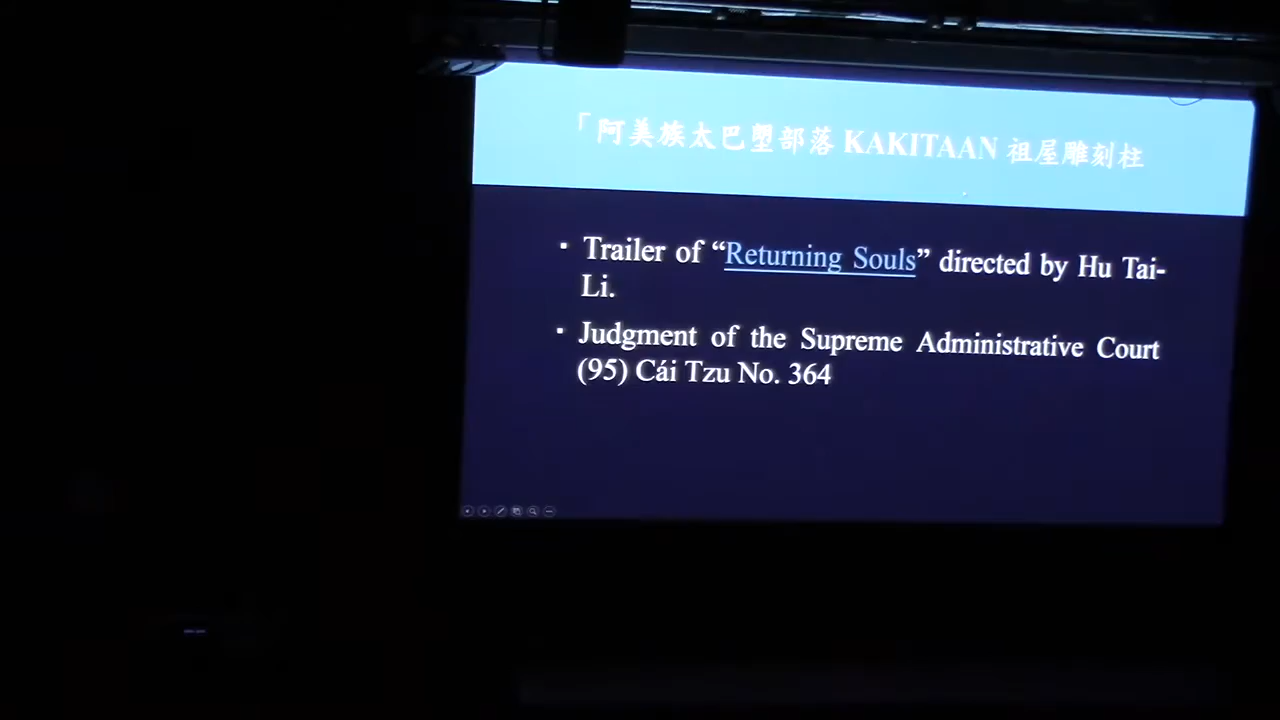 「阿美族太巴塱部落 KAKITAAN 祖屋雕刻柱
▪ Trailer of “Returning Souls” directed by Hu Tai-
Li.
▪ Judgment of the Supreme Administrative Court
(95) Cái Tzu No. 364